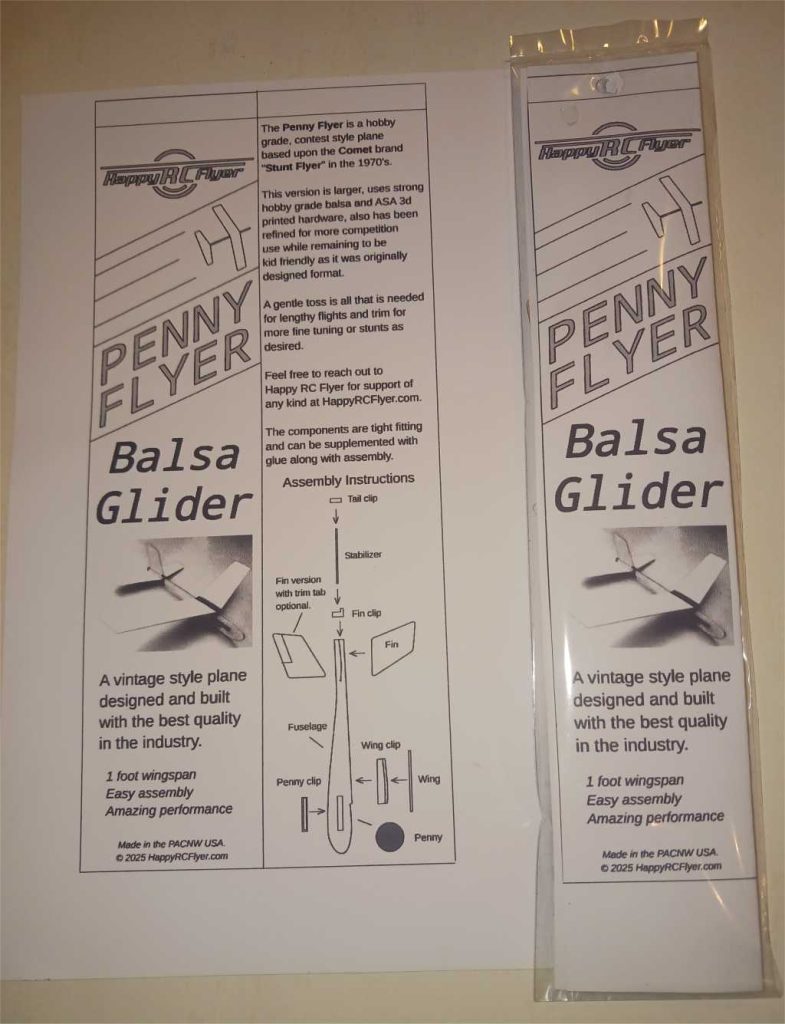 HappyRCFlyer
PENNY
FLYER
Balsa
Glider
A vintage style plane
designed and built
with the best quality
in the industry.
1 foot wingspan
Easy assembly
Amazing performance
Made in the PACNW USA.
© 2025 HappyRCFlyer.com
The Penny Flyer is a hobby
grade, contest style plane
based upon the Comet brand
"Stunt Flyer" in the 1970's.
This version is larger, uses strong
hobby grade balsa and ASA 3d
printed hardware, also has been
refined for more competition
use while remaining to be
kid friendly as it was originally
designed format.
A gentle toss is all that is needed
for lengthy flights and trim for
more fine tuning or stunts as
desired.
Feel free to reach out to
Happy RC Flyer for support of
any kind at HappyRCFlyer.com.
The components are tight fitting
and can be supplemented with
glue along with assembly.
Assembly Instructions
Tail clip
Stabilizer
Fin version
with trim tab
optional.
Fin clip
Fin
Fuselage
Wing clip
Penny clip
Wing
Penny
HappyRCFlyer
PENNY
FLYER
Balsa
Glider
A vintage style plane
designed and built
with the best quality
in the industry.
1 foot wingspan
Easy assembly
Amazing performance
Made in the PACNW USA.
© 2025 HappyRCFlyer.com